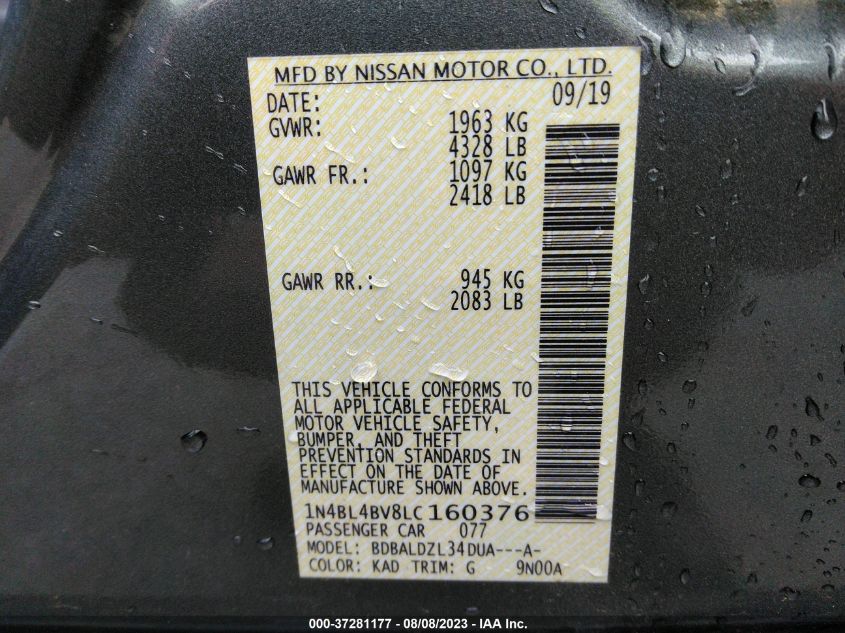 MFD BY NISSAN MOTOR CO., LTD.
DATE: 09/19
GVWR: 1963 KG
4328 LB
GAWR FR.: 1097 KG
2418 LB
GAWR RR.: 945 KG
2083 LB
THIS VEHICLE CONFORMS TO
ALL APPLICABLE FEDERAL
MOTOR VEHICLE SAFETY,
BUMPER, AND THEFT
PREVENTION STANDARDS IN
EFFECT ON THE DATE OF
MANUFACTURE SHOWN ABOVE.
1N4BL4BV8LC160376
PASSENGER CAR 077
MODEL: BDBALDZL34DUA---A-
COLOR: KAD TRIM: G 9N00A
000-37281177 - 08/08/2023 - IAA Inc.